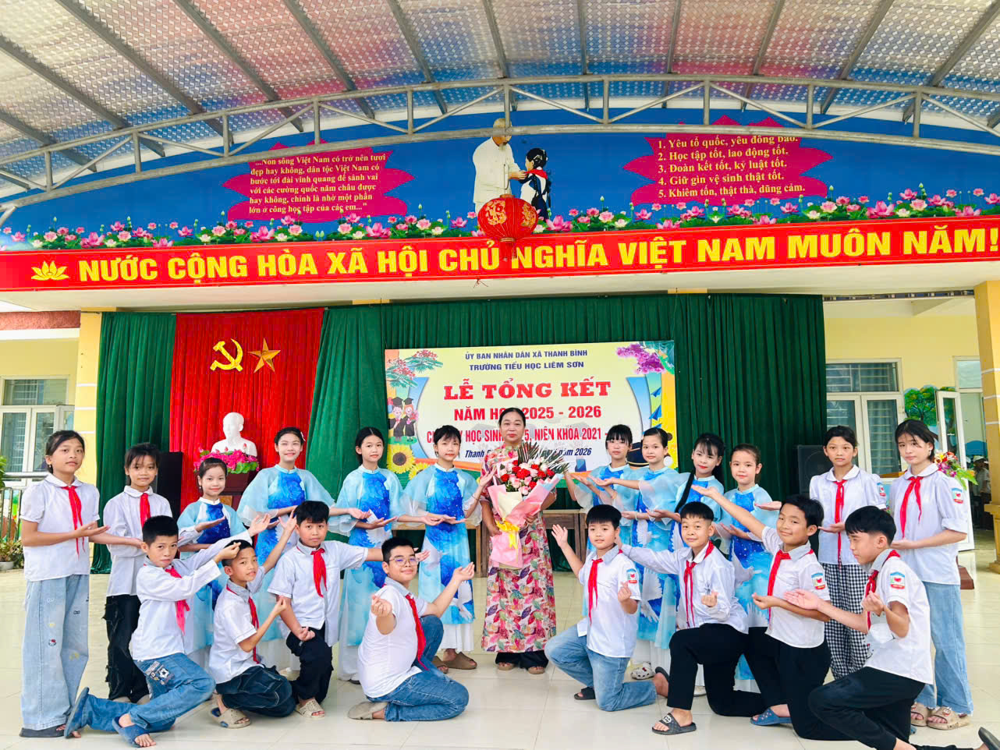 ...Non sông Việt Nam có trở nên tươi
đẹp hay không, dân tộc Việt Nam có
bước tới đài vinh quang để sánh vai
với các cường quốc năm châu được
hay không, chính là nhờ một phần
lớn ở công học tập của các em..."
1. Yêu tổ quốc, yêu đồng bào.
2. Học tập tốt, lao động tốt.
3. Đoàn kết tốt, kỷ luật tốt.
4. Giữ gìn vệ sinh thật tốt.
5. Khiêm tốn, thật thà, dũng cảm.
NƯỚC CỘNG HÒA XÃ HỘI CHỦ NGHĨA VIỆT NAM MUÔN NĂM!
ỦY BAN NHÂN DÂN XÃ THANH BÌNH
TRƯỜNG TIỂU HỌC LIÊM SƠN
LỄ TỔNG KẾT
NĂM 2025 - 2026
HỌC SINH 5, NIÊN KHÓA 2021 -
Thanh năm 2026